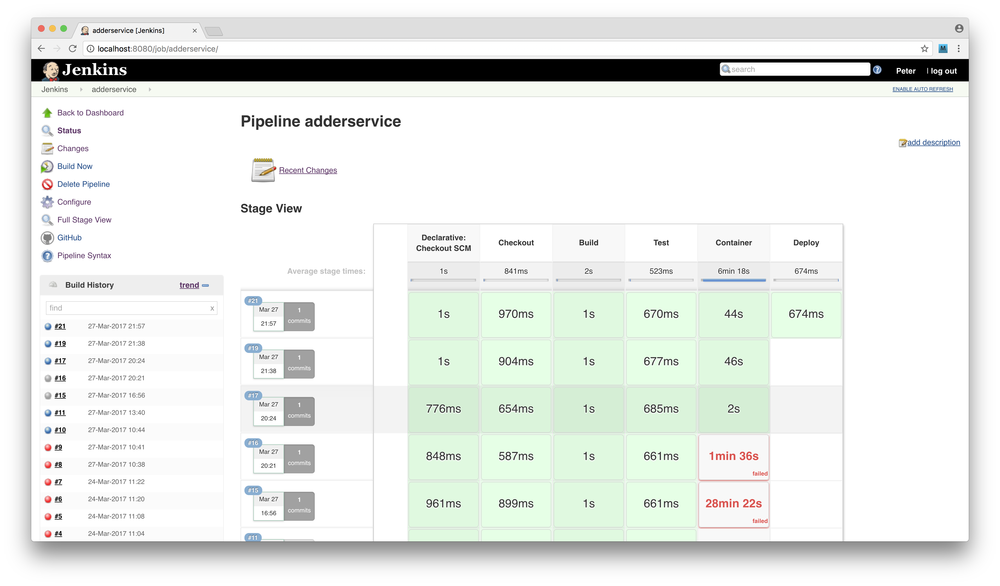 adderservice [Jenkins]
localhost:8080/job/adderservice/
M
Jenkins
search
Peter
| log out
Jenkins
adderservice
ENABLE AUTO REFRESH
Back to Dashboard
Status
Changes
Build Now
Delete Pipeline
Configure
Full Stage View
GitHub
Pipeline Syntax
Build History
trend
find
x
#21 27-Mar-2017 21:57
#19 27-Mar-2017 21:38
#17 27-Mar-2017 20:24
#16 27-Mar-2017 20:21
#15 27-Mar-2017 16:56
#11 27-Mar-2017 13:40
#10 27-Mar-2017 10:44
#9 27-Mar-2017 10:41
#8 27-Mar-2017 10:38
#7 24-Mar-2017 11:22
#6 24-Mar-2017 11:20
#5 24-Mar-2017 11:08
#4 24-Mar-2017 11:04
Pipeline adderservice
add description
Recent Changes
Stage View
Declarative:
Checkout SCM
Checkout
Build
Test
Container
Deploy
Average stage times:
1s
841ms
2s
523ms
6min 18s
674ms
#21
Mar 27
21:57
1
commits
1s
970ms
1s
670ms
44s
674ms
#19
Mar 27
21:38
1
commits
1s
904ms
1s
677ms
46s
#17
Mar 27
20:24
1
commits
776ms
654ms
1s
685ms
2s
#16
Mar 27
20:21
1
commits
848ms
587ms
1s
661ms
1min 36s
failed
#15
Mar 27
16:56
1
commits
961ms
899ms
1s
661ms
28min 22s
failed
#11